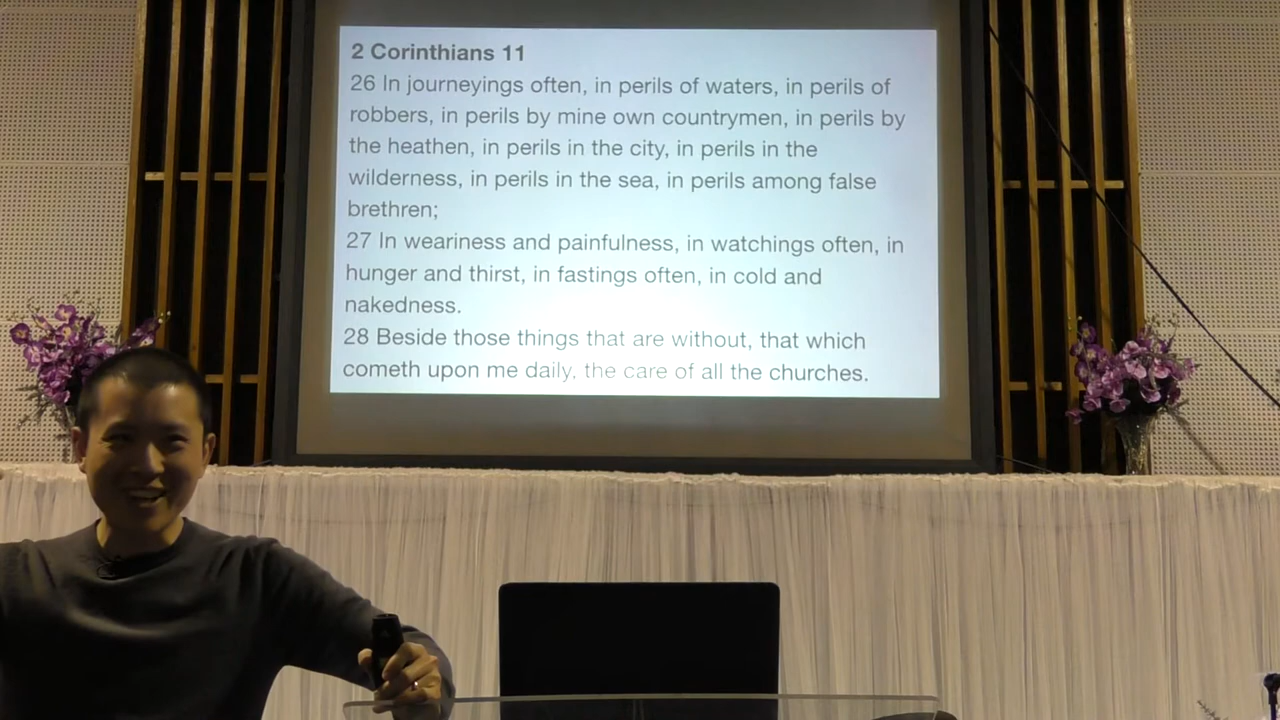 2 Corinthians 11
26 In journeyings often, in perils of waters, in perils of
robbers, in perils by mine own countrymen, in perils by
the heathen, in perils in the city, in perils in the
wilderness, in perils in the sea, in perils among false
brethren;
27 In weariness and painfulness, in watchings often, in
hunger and thirst, in fastings often, in cold and
nakedness.
28 Beside those things that are without, that which
cometh upon me daily, the care of all the churches.